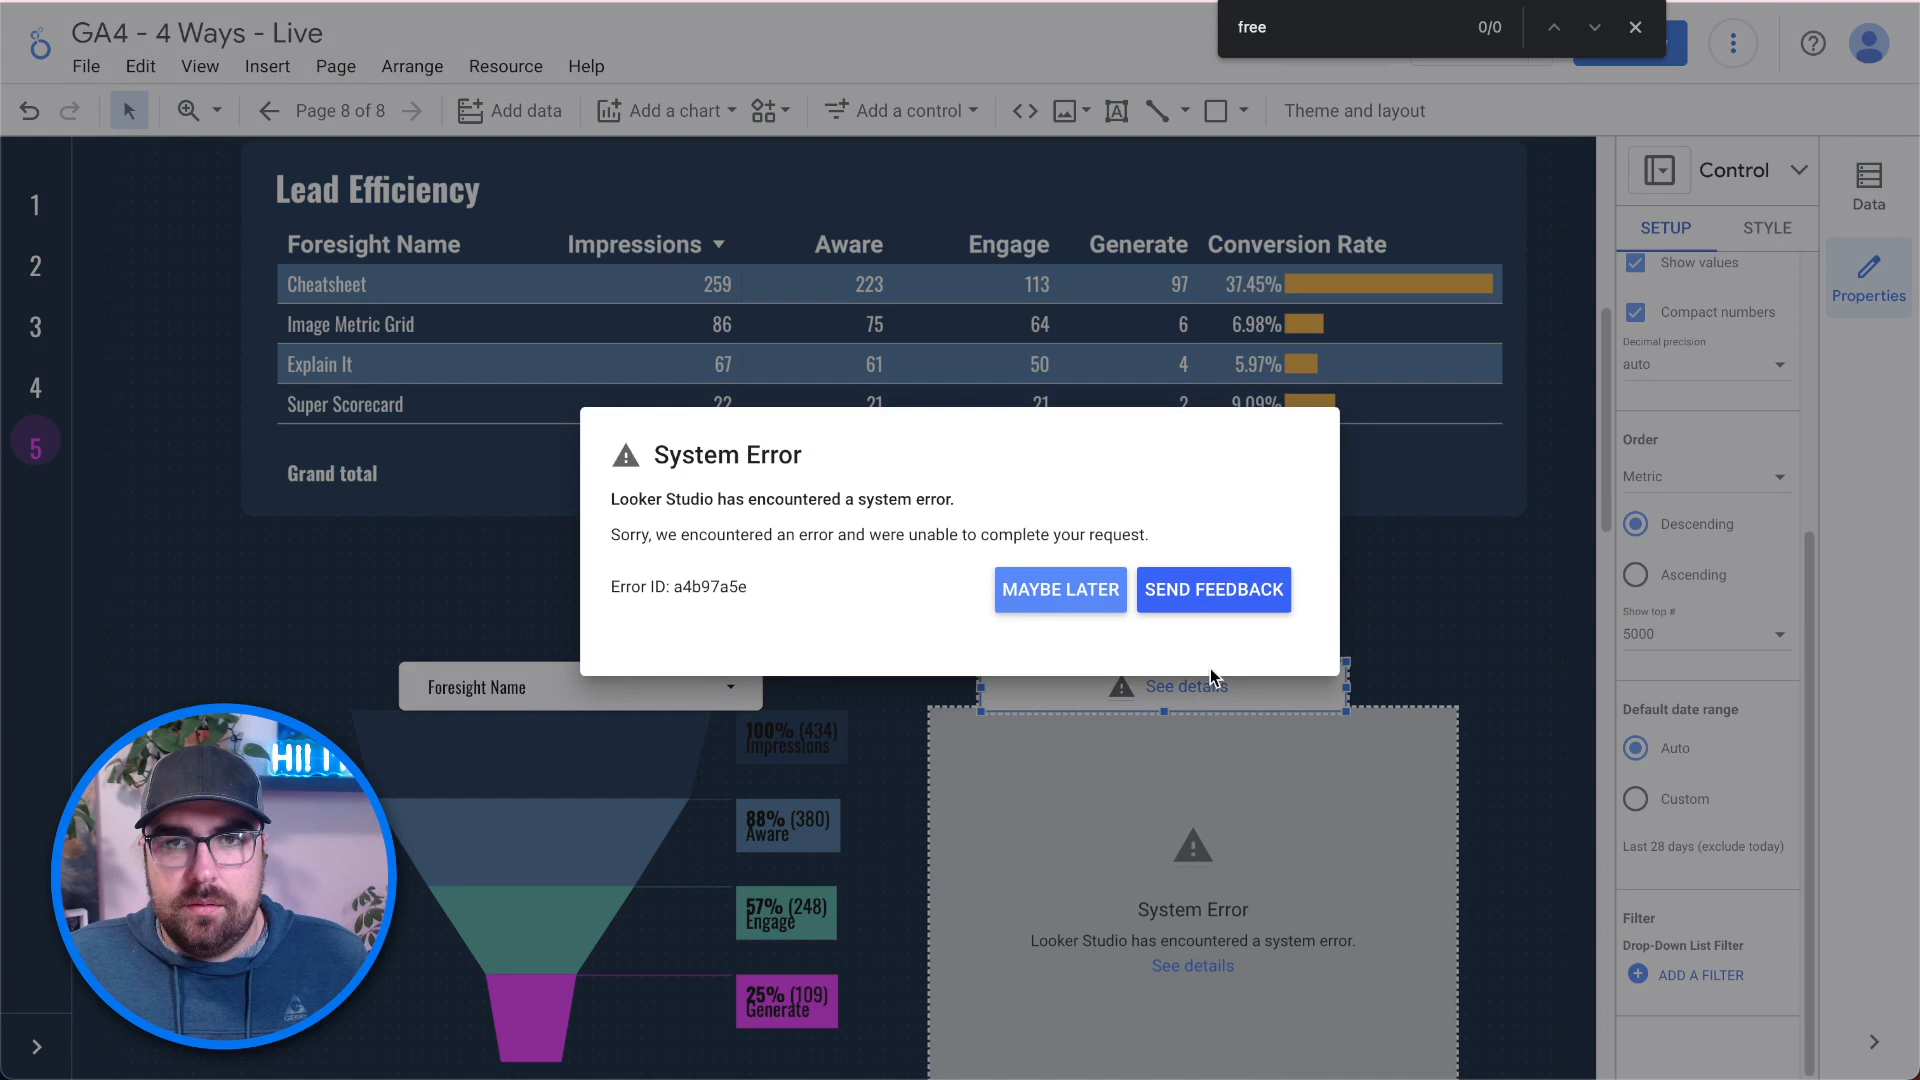 GA4 - 4 Ways - Live
free 0/0
File Edit View Insert Page Arrange Resource Help
Page 8 of 8 Add data Add a chart Add a control Theme and layout
1
2
3
4
5
Lead Efficiency
Foresight Name Impressions Aware Engage Generate Conversion Rate
Cheatsheet 259 223 113 97 37.45%
Image Metric Grid 86 75 64 6 6.98%
Explain It 67 61 50 4 5.97%
Super Scorecard 22 21 21 2 9.09%
Grand total
System Error
Looker Studio has encountered a system error.
Sorry, we encountered an error and were unable to complete your request.
Error ID: a4b97a5e
MAYBE LATER SEND FEEDBACK
See details
Foresight Name
100% (434)
Impressions
88% (380)
Aware
57% (248)
Engage
25% (109)
Generate
System Error
Looker Studio has encountered a system error.
See details
Control
SETUP STYLE
Show values
Compact numbers
Decimal precision
auto
Order
Metric
Descending
Ascending
Show top #
5000
Default date range
Auto
Custom
Last 28 days (exclude today)
Filter
Drop-Down List Filter
ADD A FILTER
Data
Properties
HI! I